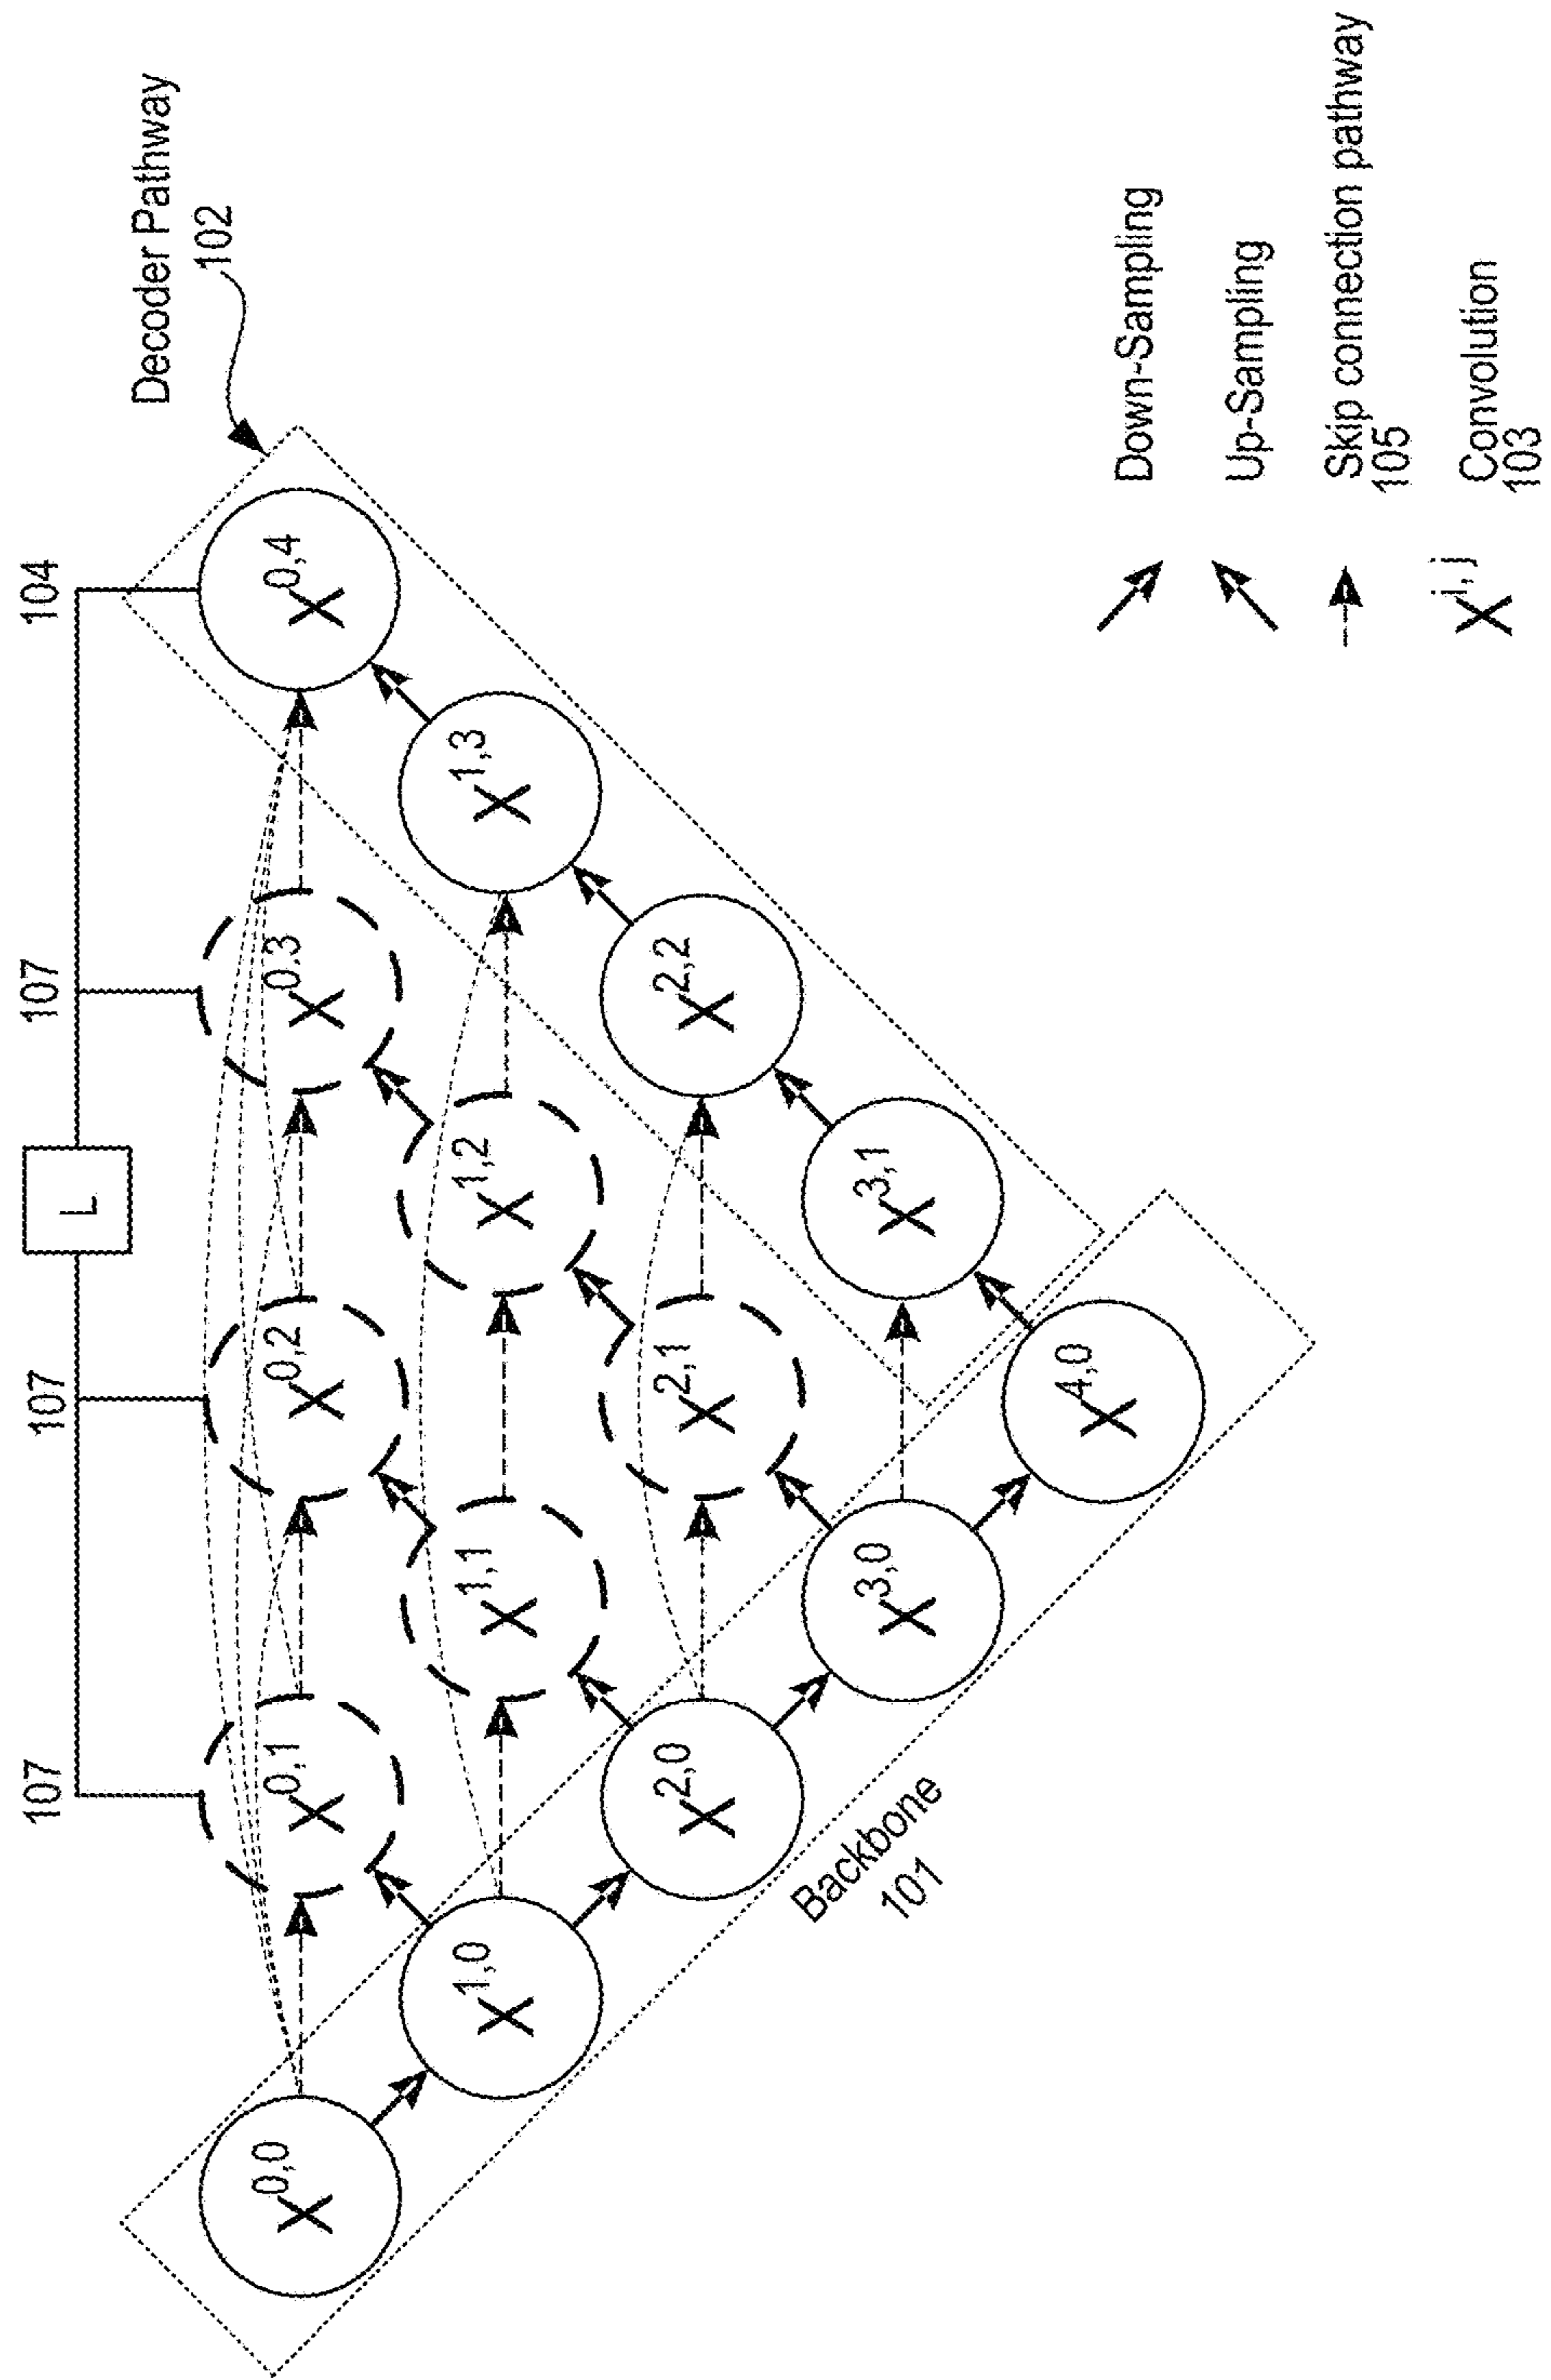 107
107
107
104
L
Decoder Pathway
102
X0,0
X0,1
X0,2
X0,3
X0,4
X1,0
X1,1
X1,2
X1,3
X2,0
X2,1
X2,2
X3,0
X3,1
X4,0
Backbone
101
Down-Sampling
Up-Sampling
Skip connection pathway
105
Xi,j
Convolution
103